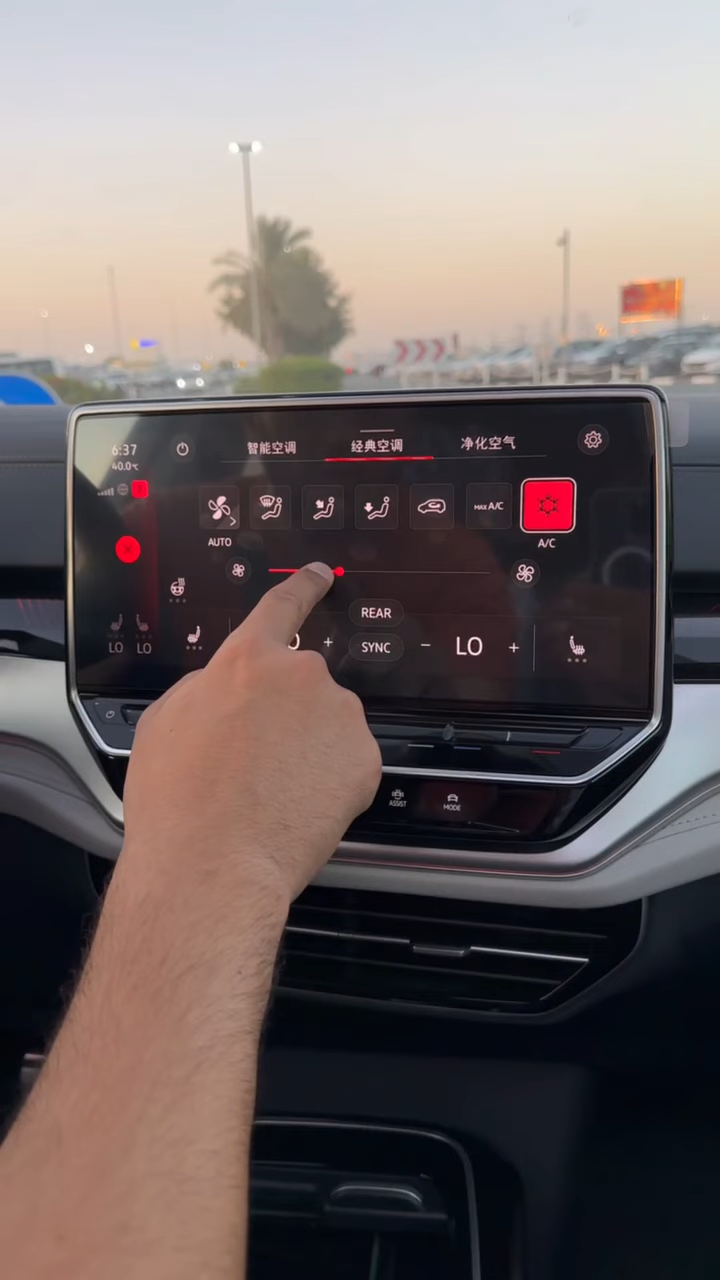 6:37
40.0℃
智能空调 经典空调 净化空气
AUTO
MAX A/C
A/C
REAR
SYNC
LO LO
+
− LO +
ASSIST
MODE